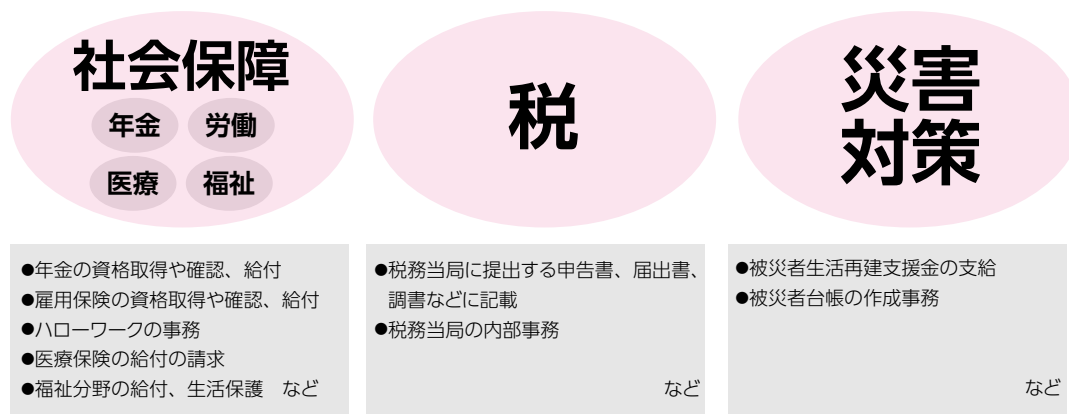 社会保障
年金 労働
医療 福祉
●年金の資格取得や確認、給付
●雇用保険の資格取得や確認、給付
●ハローワークの事務
●医療保険の給付の請求
●福祉分野の給付、生活保護　など
税
●税務当局に提出する申告書、届出書、
調書などに記載
●税務当局の内部事務
など
災害
対策
●被災者生活再建支援金の支給
●被災者台帳の作成事務
など